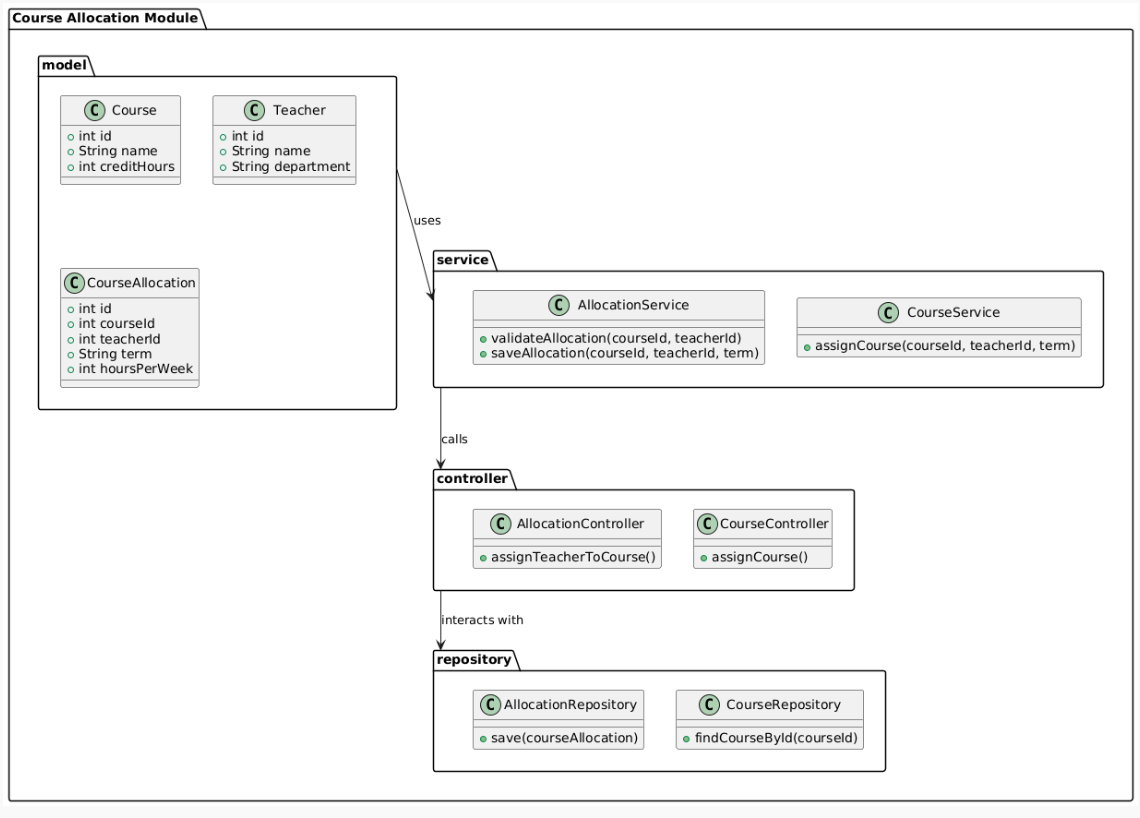 Course Allocation Module
model
C Course
int id
String name
int creditHours
C Teacher
int id
String name
String department
C CourseAllocation
int id
int courseId
int teacherId
String term
int hoursPerWeek
uses
service
C AllocationService
validateAllocation(courseId, teacherId)
saveAllocation(courseId, teacherId, term)
C CourseService
assignCourse(courseId, teacherId, term)
calls
controller
C AllocationController
assignTeacherToCourse()
C CourseController
assignCourse()
interacts with
repository
C AllocationRepository
save(courseAllocation)
C CourseRepository
findCourseById(courseId)